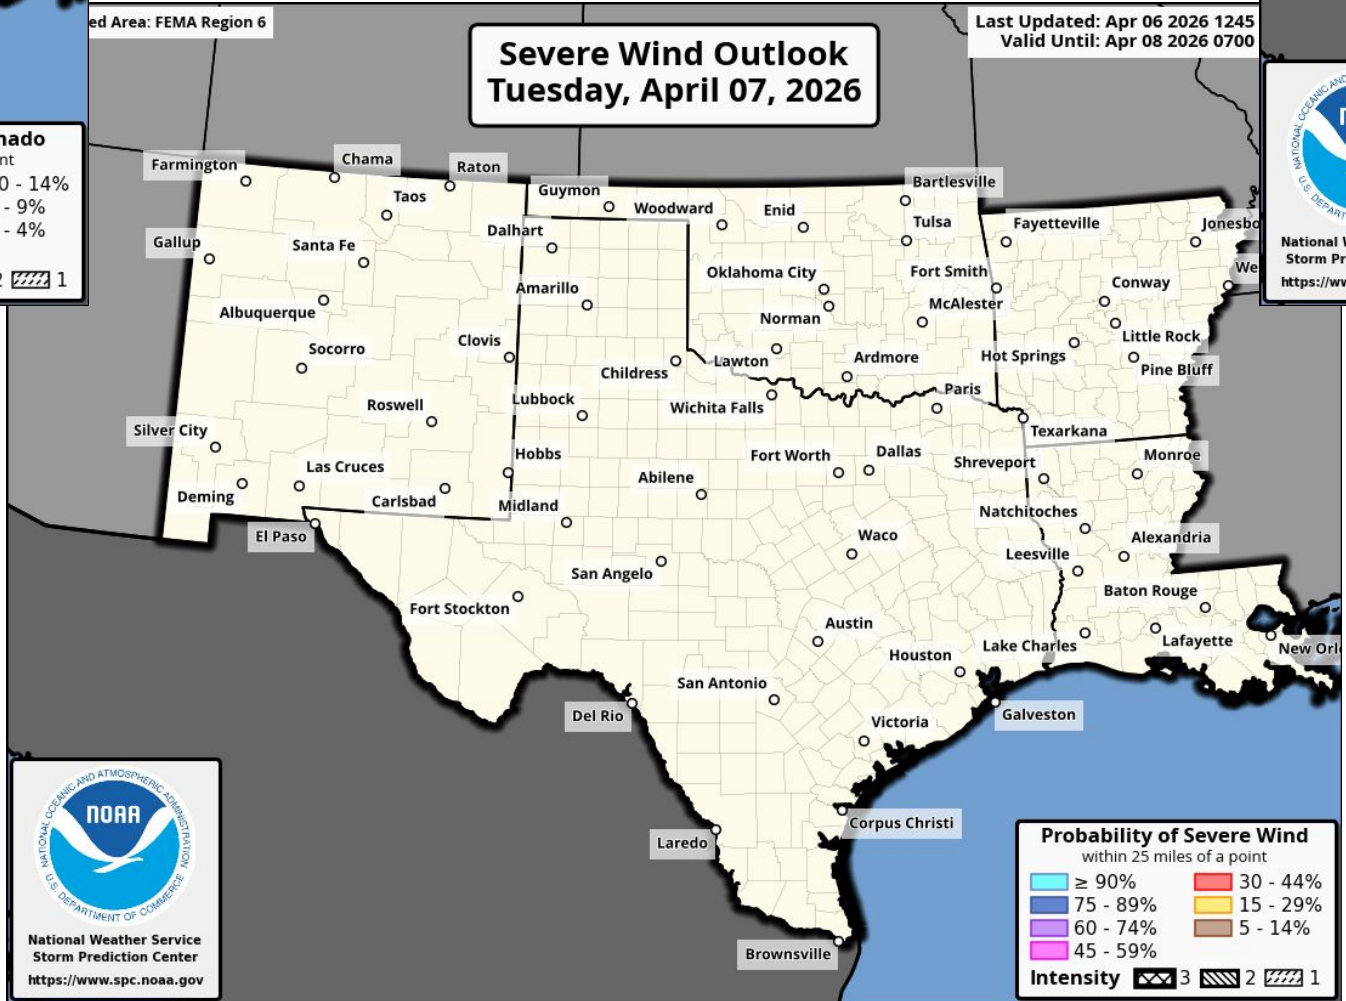 ed Area: FEMA Region 6
Severe Wind Outlook
Tuesday, April 07, 2026
Last Updated: Apr 06 2026 1245
Valid Until: Apr 08 2026 0700
nado
nt
0 - 14%
- 9%
- 4%
2 1
National W
Storm Pr
https://ww
Farmington
Chama
Raton
Taos
Gallup
Santa Fe
Albuquerque
Socorro
Clovis
Roswell
Silver City
Las Cruces
Deming
Carlsbad
Hobbs
Guymon
Woodward
Enid
Bartlesville
Tulsa
Oklahoma City
Norman
Fort Smith
McAlester
Lawton
Ardmore
Fayetteville
Jonesbo
We
Conway
Little Rock
Hot Springs
Pine Bluff
Texarkana
Dalhart
Amarillo
Childress
Lubbock
Wichita Falls
Paris
Fort Worth
Dallas
Abilene
Midland
El Paso
San Angelo
Waco
Fort Stockton
Austin
Houston
San Antonio
Del Rio
Victoria
Galveston
Corpus Christi
Laredo
Brownsville
Shreveport
Monroe
Natchitoches
Leesville
Alexandria
Baton Rouge
Lake Charles
Lafayette
New Orl
NATIONAL OCEANIC AND ATMOSPHERIC ADMINISTRATION
NOAA
U.S. DEPARTMENT OF COMMERCE
National Weather Service
Storm Prediction Center
https://www.spc.noaa.gov
Probability of Severe Wind
within 25 miles of a point
≥ 90%
75 - 89%
60 - 74%
45 - 59%
30 - 44%
15 - 29%
5 - 14%
Intensity 3 2 1